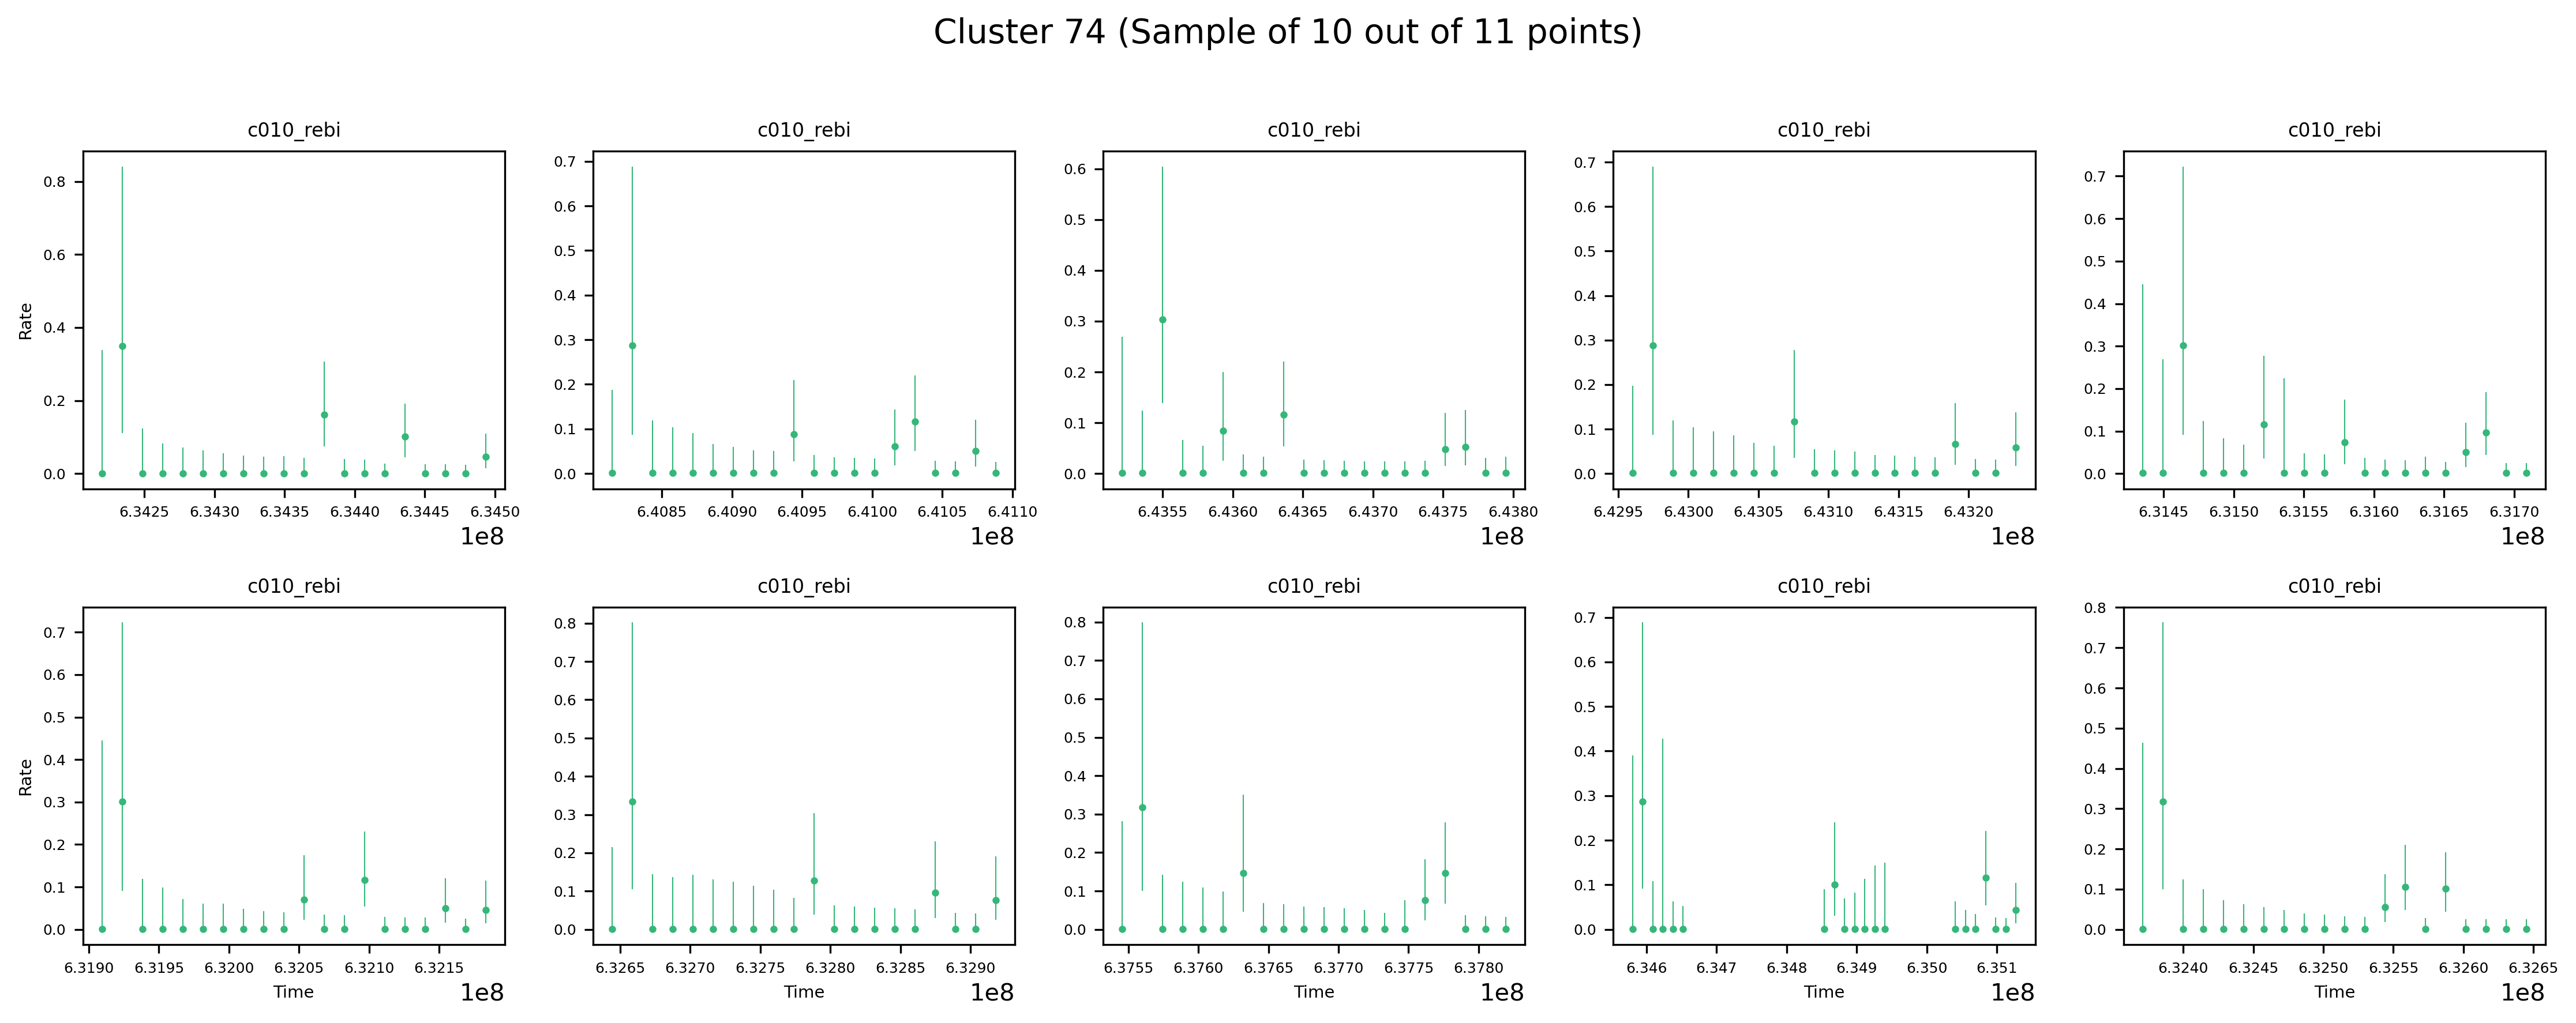 Cluster 74 (Sample of 10 out of 11 points)
c010_rebi c010_rebi c010_rebi c010_rebi c010_rebi
Rate
0.8 0.6 0.4 0.2 0.0
6.3425 6.3430 6.3435 6.3440 6.3445 6.3450
1e8
0.7 0.6 0.5 0.4 0.3 0.2 0.1 0.0
6.4085 6.4090 6.4095 6.4100 6.4105 6.4110
1e8
0.6 0.5 0.4 0.3 0.2 0.1 0.0
6.4355 6.4360 6.4365 6.4370 6.4375 6.4380
1e8
0.7 0.6 0.5 0.4 0.3 0.2 0.1 0.0
6.4295 6.4300 6.4305 6.4310 6.4315 6.4320
1e8
0.7 0.6 0.5 0.4 0.3 0.2 0.1 0.0
6.3145 6.3150 6.3155 6.3160 6.3165 6.3170
1e8
c010_rebi c010_rebi c010_rebi c010_rebi c010_rebi
Rate
0.7 0.6 0.5 0.4 0.3 0.2 0.1 0.0
6.3190 6.3195 6.3200 6.3205 6.3210 6.3215
Time
1e8
0.8 0.7 0.6 0.5 0.4 0.3 0.2 0.1 0.0
6.3265 6.3270 6.3275 6.3280 6.3285 6.3290
Time
1e8
0.8 0.7 0.6 0.5 0.4 0.3 0.2 0.1 0.0
6.3755 6.3760 6.3765 6.3770 6.3775 6.3780
Time
1e8
0.7 0.6 0.5 0.4 0.3 0.2 0.1 0.0
6.346 6.347 6.348 6.349 6.350 6.351
Time
1e8
0.8 0.7 0.6 0.5 0.4 0.3 0.2 0.1 0.0
6.3240 6.3245 6.3250 6.3255 6.3260 6.3265
Time
1e8